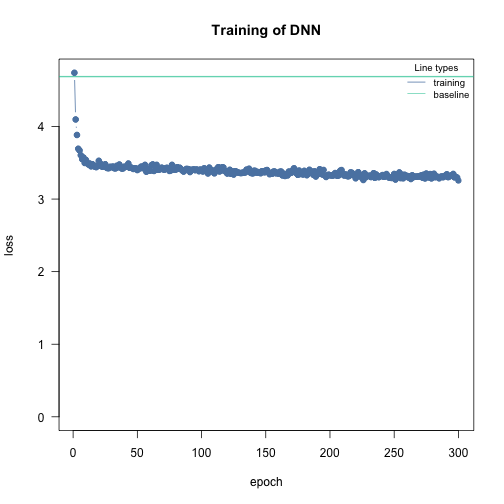 Training of DNN
Line types
training
baseline
4
3
2
1
0
loss
0 50 100 150 200 250 300
epoch